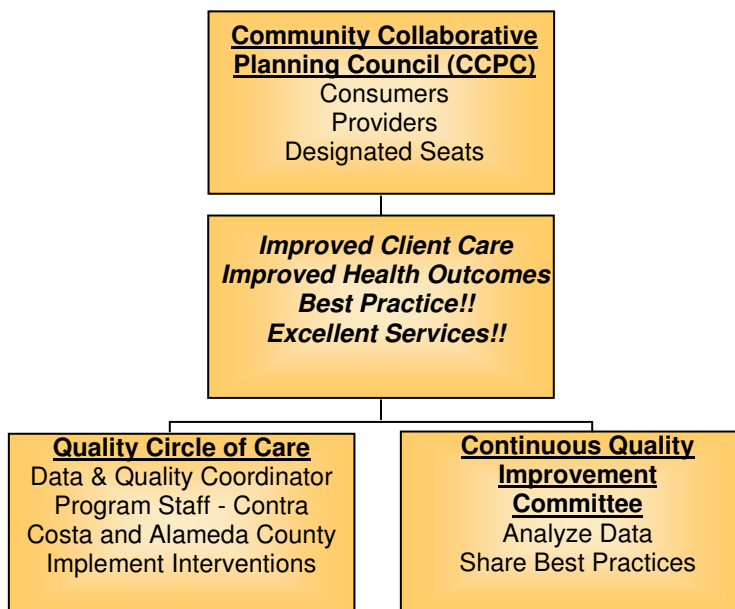 Community Collaborative
Planning Council (CCPC)
Consumers
Providers
Designated Seats
Improved Client Care
Improved Health Outcomes
Best Practice!!
Excellent Services!!
Quality Circle of Care
Data & Quality Coordinator
Program Staff - Contra
Costa and Alameda County
Implement Interventions
Continuous Quality
Improvement
Committee
Analyze Data
Share Best Practices